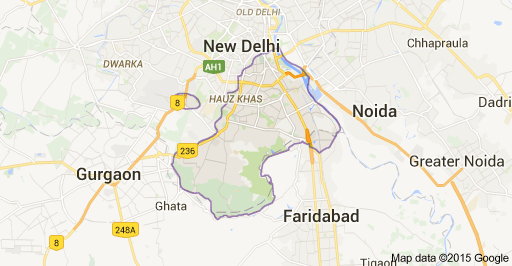 OLD DELHI
New Delhi
Chhapraula
DWARKA
AH1
HAUZ KHAS
8
Noida
Dadri
236
Greater Noida
Gurgaon
Ghata
Faridabad
248A
8
Tigaon
Map data ©2015 Google